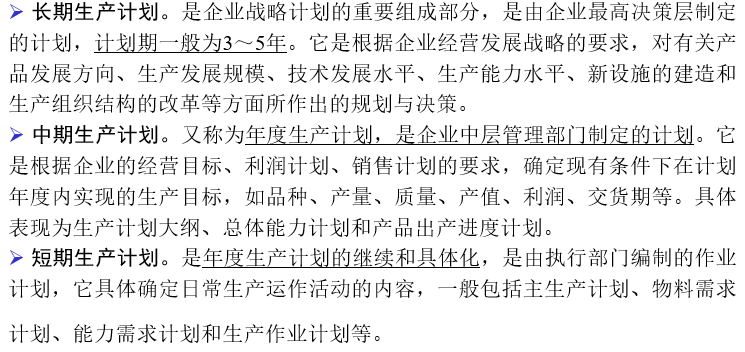 ➢ 长期生产计划。是企业战略计划的重要组成部分，是由企业最高决策层制定
的计划，计划期一般为3～5年。它是根据企业经营发展战略的要求，对有关产
品发展方向、生产发展规模、技术发展水平、生产能力水平、新设施的建造和
生产组织结构的改革等方面所作出的规划与决策。
➢ 中期生产计划。又称为年度生产计划，是企业中层管理部门制定的计划。它
是根据企业的经营目标、利润计划、销售计划的要求，确定现有条件下在计划
年度内实现的生产目标，如品种、产量、质量、产值、利润、交货期等。具体
表现为生产计划大纲、总体能力计划和产品出产进度计划。
➢ 短期生产计划。是年度生产计划的继续和具体化，是由执行部门编制的作业
计划，它具体确定日常生产运作活动的内容，一般包括主生产计划、物料需求
计划、能力需求计划和生产作业计划等。